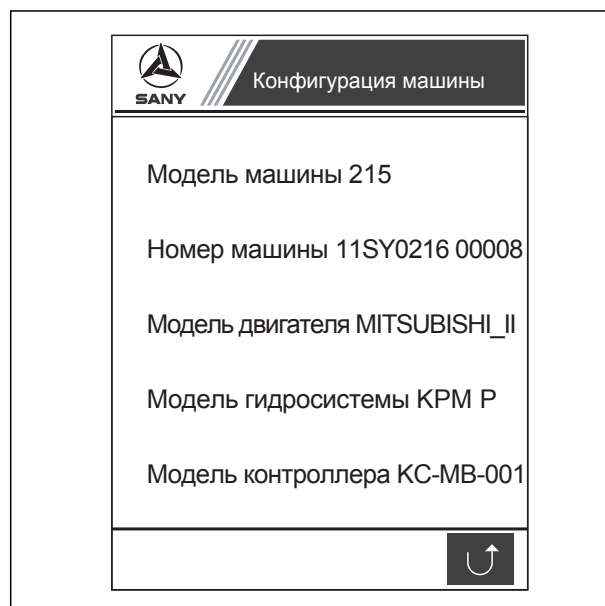 SANY
Конфигурация машины
Модель машины 215
Номер машины 11SY0216 00008
Модель двигателя MITSUBISHI_II
Модель гидросистемы KPM P
Модель контроллера KC-MB-001